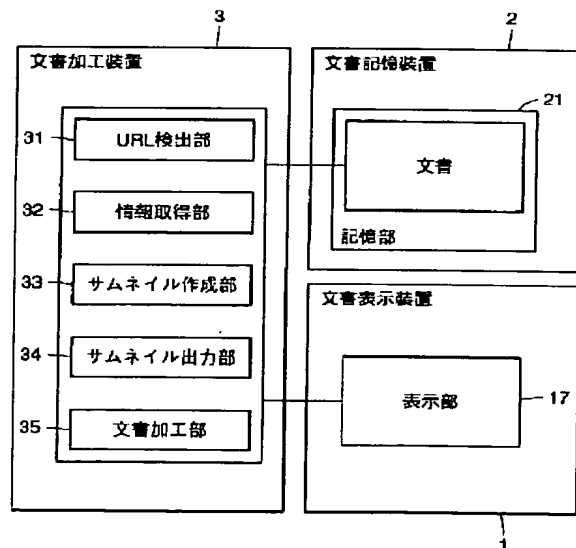 3
文書加工装置
31
URL検出部
32
情報取得部
33
サムネイル作成部
34
サムネイル出力部
35
文書加工部
2
文書記憶装置
21
文書
記憶部
文書表示装置
表示部
17
1